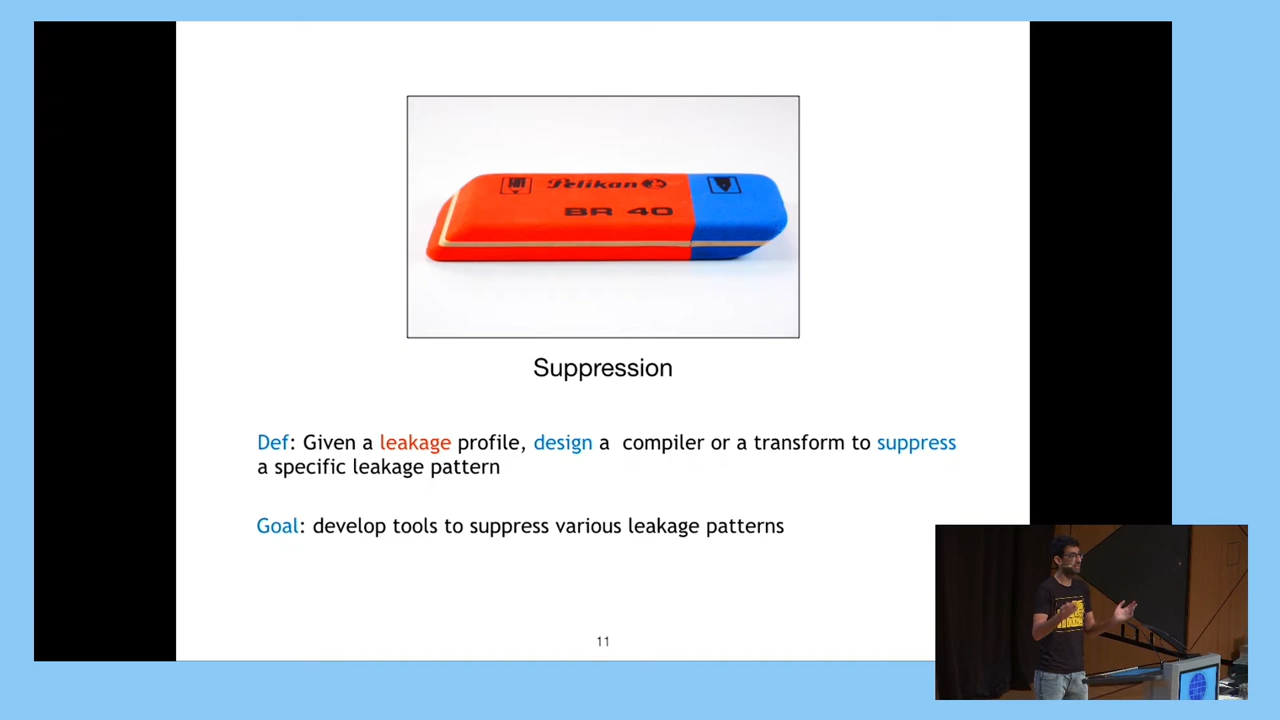 Pelikan
BR 40
Suppression
Def: Given a leakage profile, design a compiler or a transform to suppress
a specific leakage pattern
Goal: develop tools to suppress various leakage patterns
11